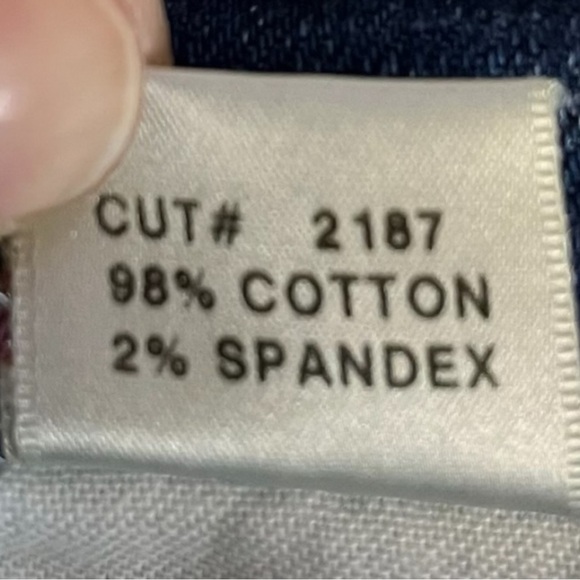 CUT# 2187
98% COTTON
2% SPANDEX